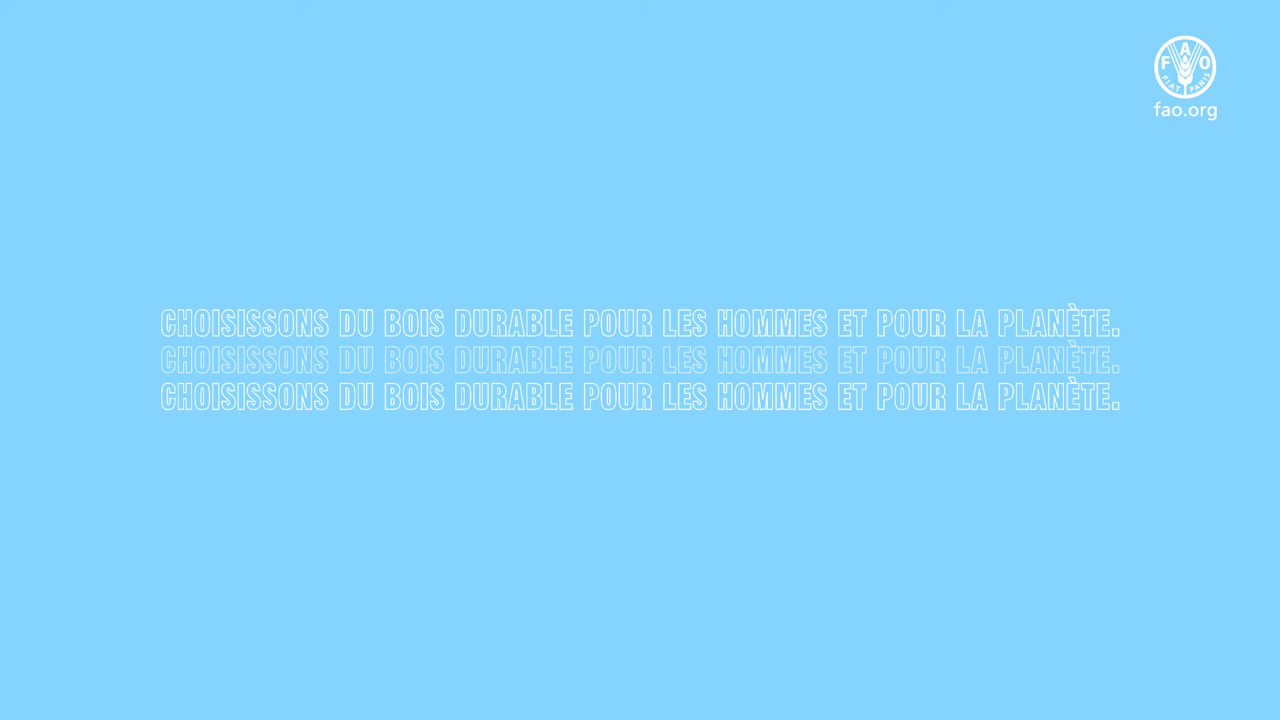 F A O
FIAT PANIS
fao.org
CHOISISSONS DU BOIS DURABLE POUR LES HOMMES ET POUR LA PLANÈTE.
CHOISISSONS DU BOIS DURABLE POUR LES HOMMES ET POUR LA PLANÈTE.
CHOISISSONS DU BOIS DURABLE POUR LES HOMMES ET POUR LA PLANÈTE.